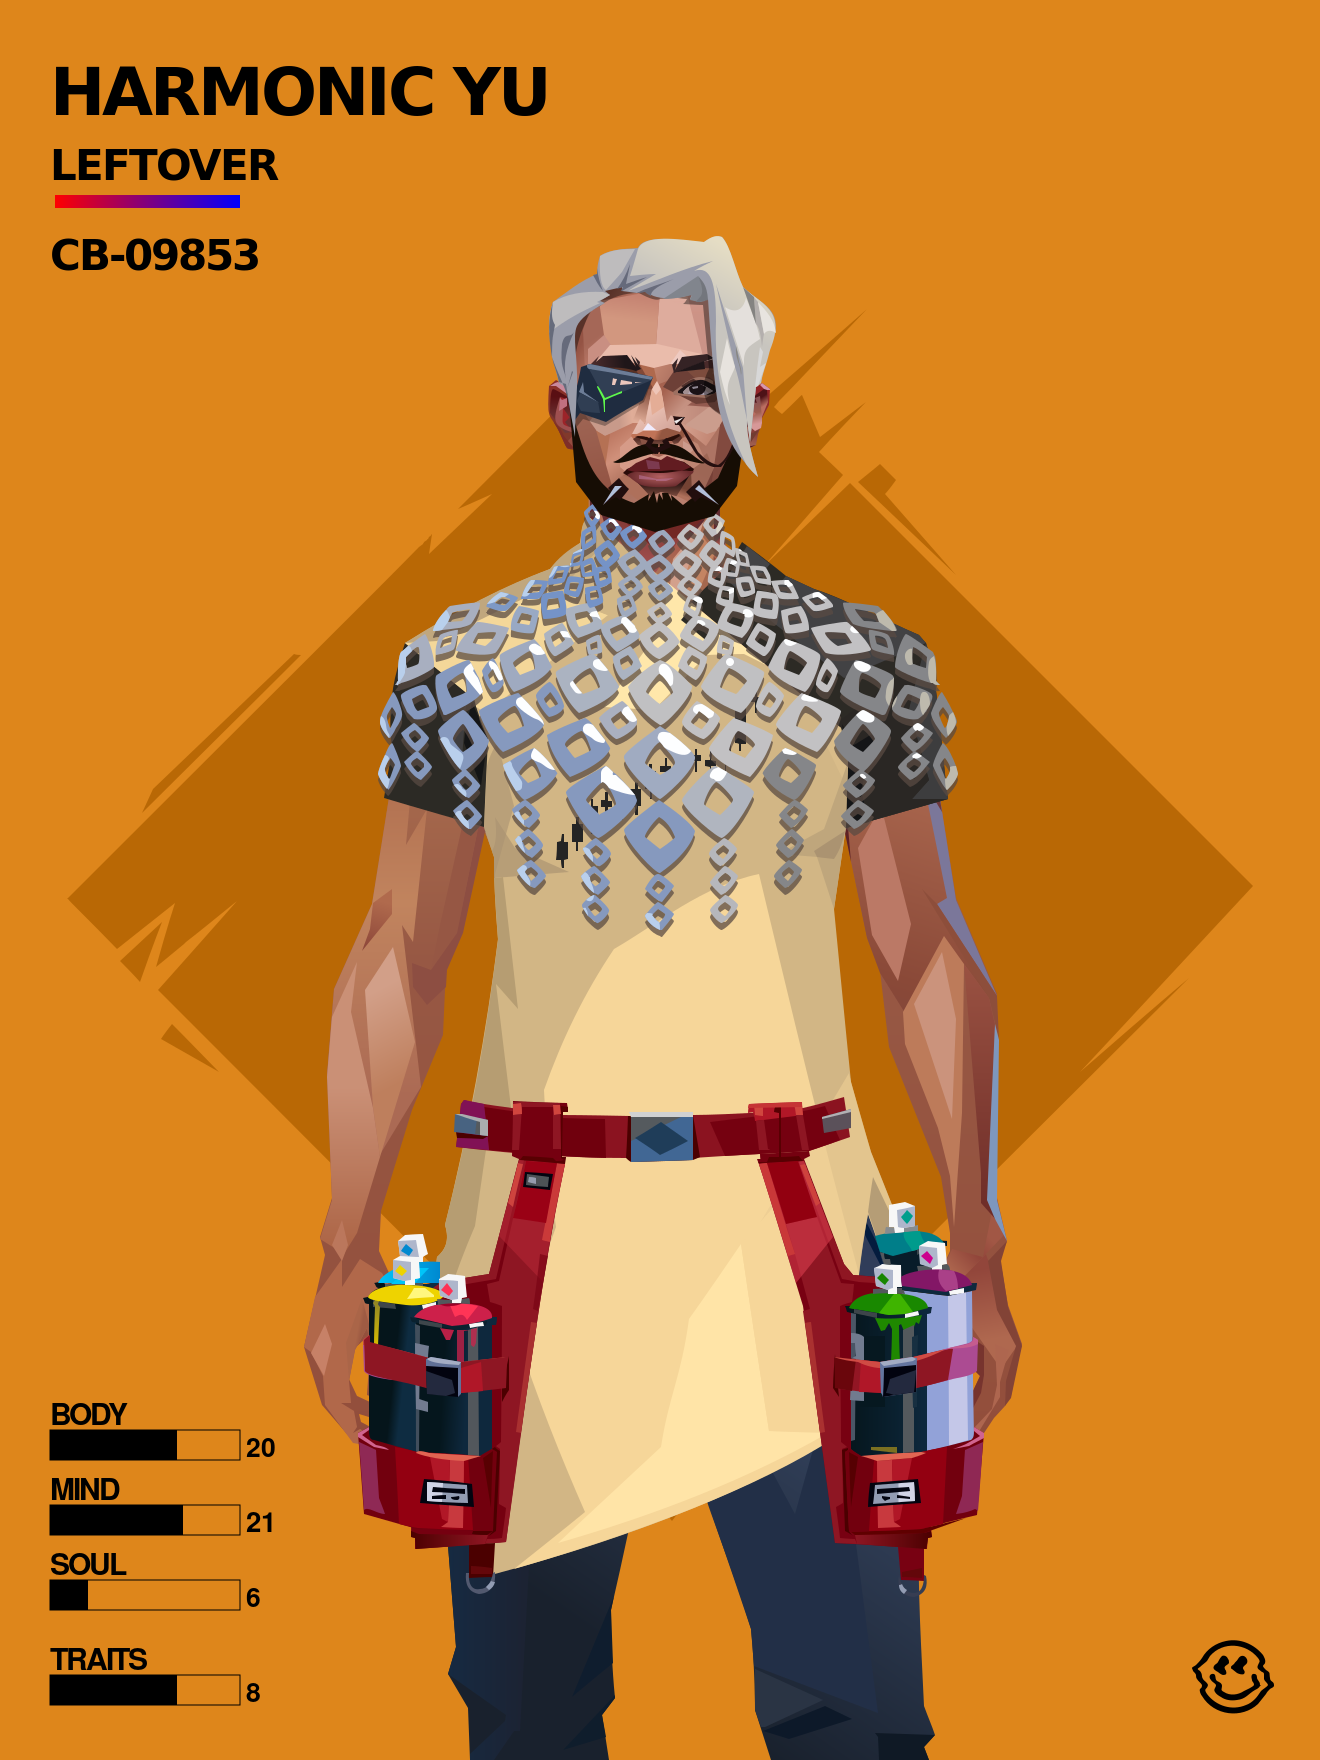 HARMONIC YU
LEFTOVER
CB-09853
BODY
20
MIND
21
SOUL
6
TRAITS
8